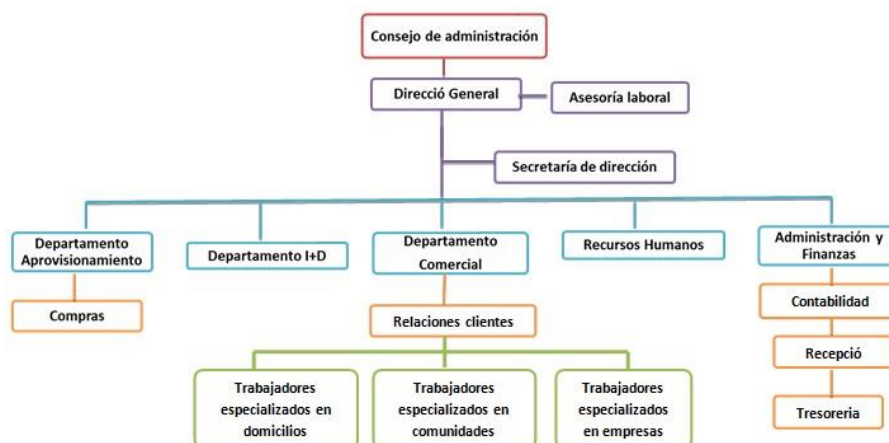 Consejo de administración
Direcció General
Asesoría laboral
Secretaría de dirección
Departamento
Aprovisionamiento
Departamento I+D
Departamento
Comercial
Recursos Humanos
Administración y
Finanzas
Compras
Relaciones clientes
Contabilidad
Recepció
Tresoreria
Trabajadores
especializados en
domicilios
Trabajadores
especializados en
comunidades
Trabajadores
especializados
en empresas